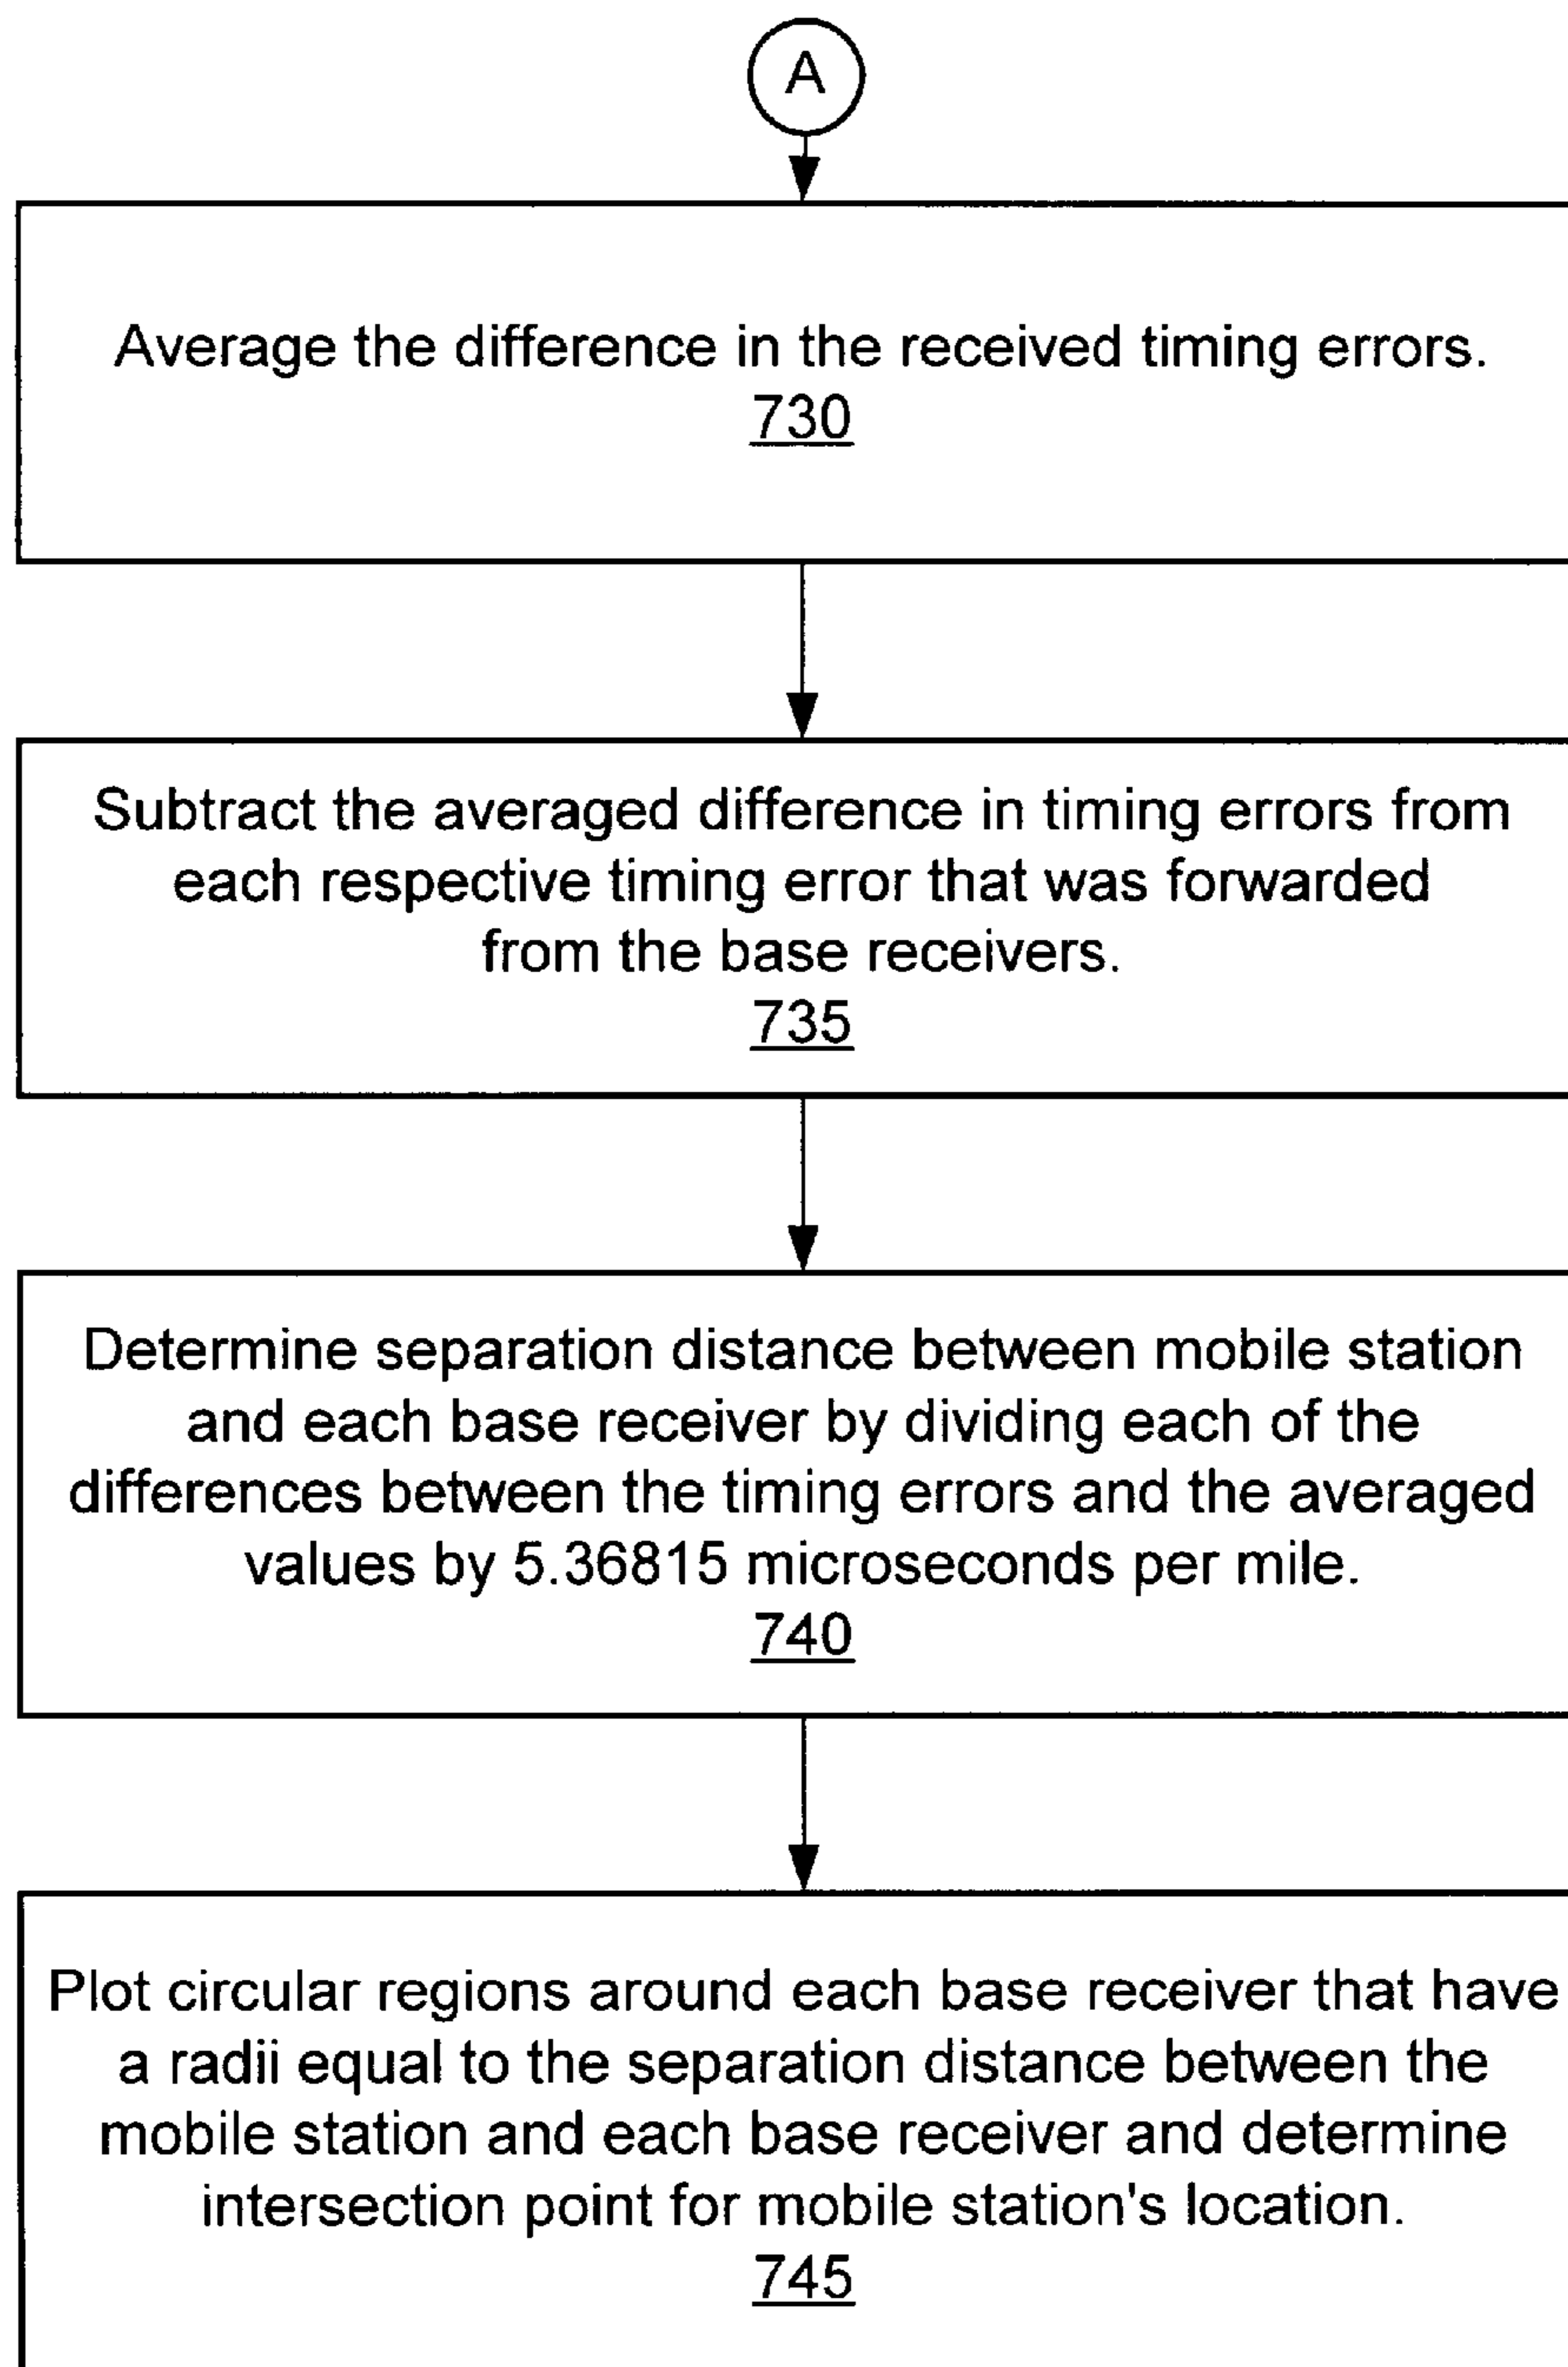 A
Average the difference in the received timing errors.
730
Subtract the averaged difference in timing errors from
each respective timing error that was forwarded
from the base receivers.
735
Determine separation distance between mobile station
and each base receiver by dividing each of the
differences between the timing errors and the averaged
values by 5.36815 microseconds per mile.
740
Plot circular regions around each base receiver that have
a radii equal to the separation distance between the
mobile station and each base receiver and determine
intersection point for mobile station's location.
745